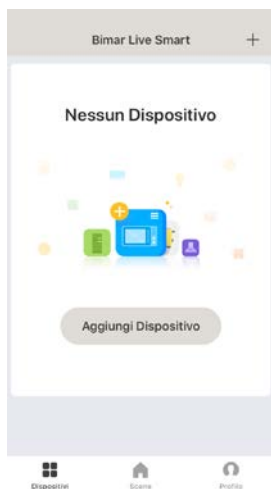 Bimar Live Smart +
Nessun Dispositivo
Aggiungi Dispositivo
Dispositivi Scene Profilo